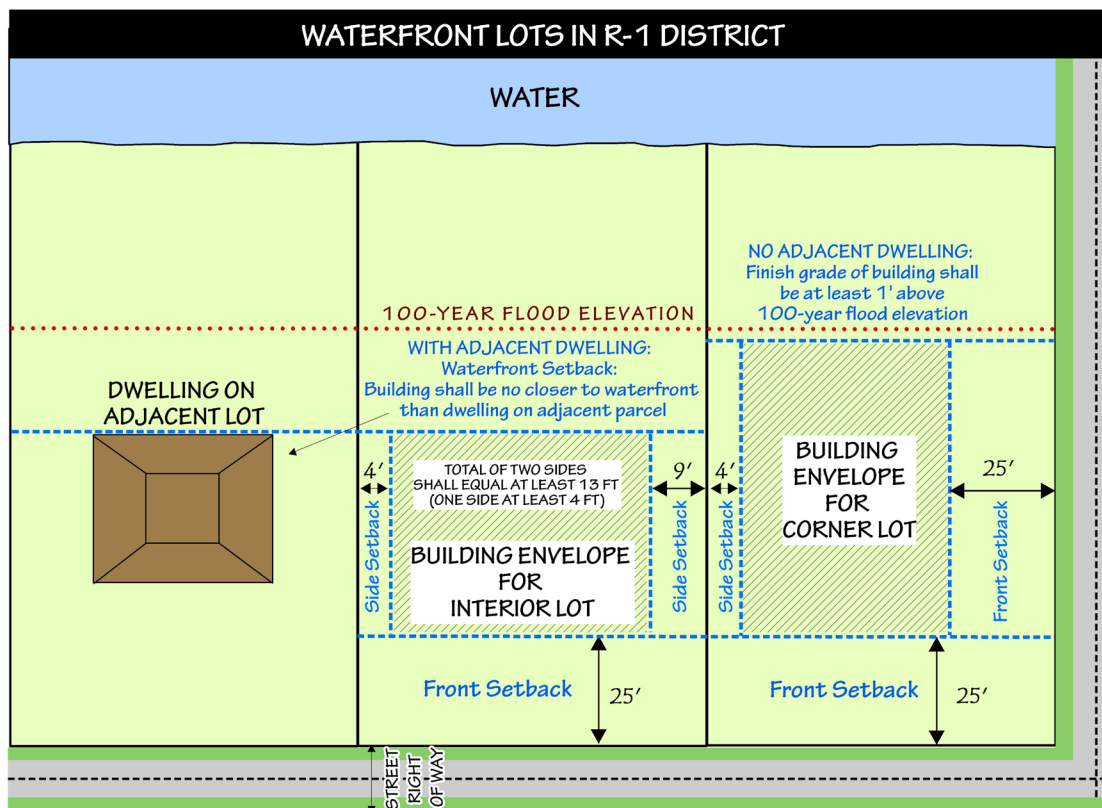 WATERFRONT LOTS IN R-1 DISTRICT
WATER
NO ADJACENT DWELLING:
Finish grade of building shall
be at least 1' above
100-year flood elevation
100-YEAR FLOOD ELEVATION
WITH ADJACENT DWELLING:
Waterfront Setback:
Building shall be no closer to waterfront
than dwelling on adjacent parcel
DWELLING ON
ADJACENT LOT
4'
TOTAL OF TWO SIDES
SHALL EQUAL AT LEAST 13 FT
(ONE SIDE AT LEAST 4 FT)
9'
4'
BUILDING
ENVELOPE
FOR
CORNER LOT
25'
Side Setback
BUILDING ENVELOPE
FOR
INTERIOR LOT
Side Setback
Side Setback
Front Setback
Front Setback
25'
Front Setback
25'
STREET
RIGHT
OF WAY